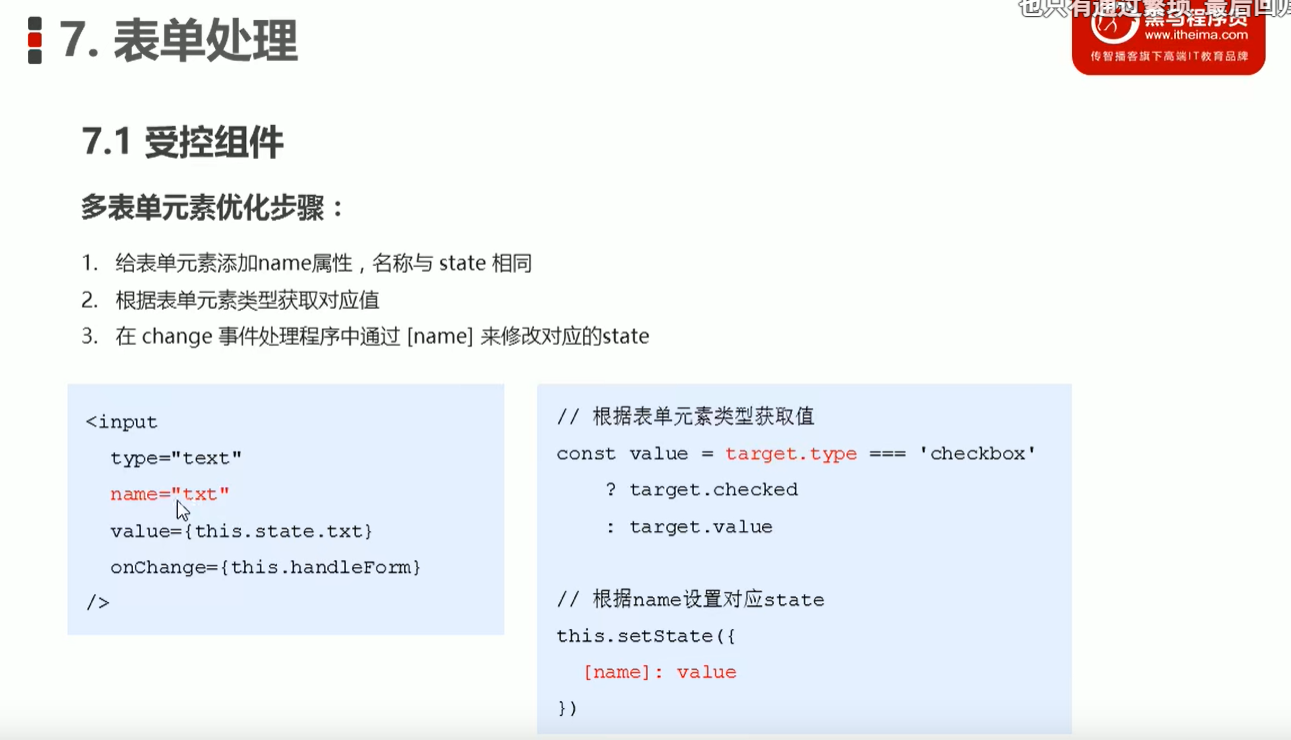 也只有通过繁琐 最后回归
7. 表单处理
黑马程序员
www.itheima.com
传智播客旗下高端IT教育品牌
7.1 受控组件
多表单元素优化步骤：
1. 给表单元素添加name属性，名称与 state 相同
2. 根据表单元素类型获取对应值
3. 在 change 事件处理程序中通过 [name] 来修改对应的state
<input
type="text"
name="txt"
value={this.state.txt}
onChange={this.handleForm}
/>
// 根据表单元素类型获取值
const value = target.type === 'checkbox'
? target.checked
: target.value
// 根据name设置对应state
this.setState({
[name]: value
})